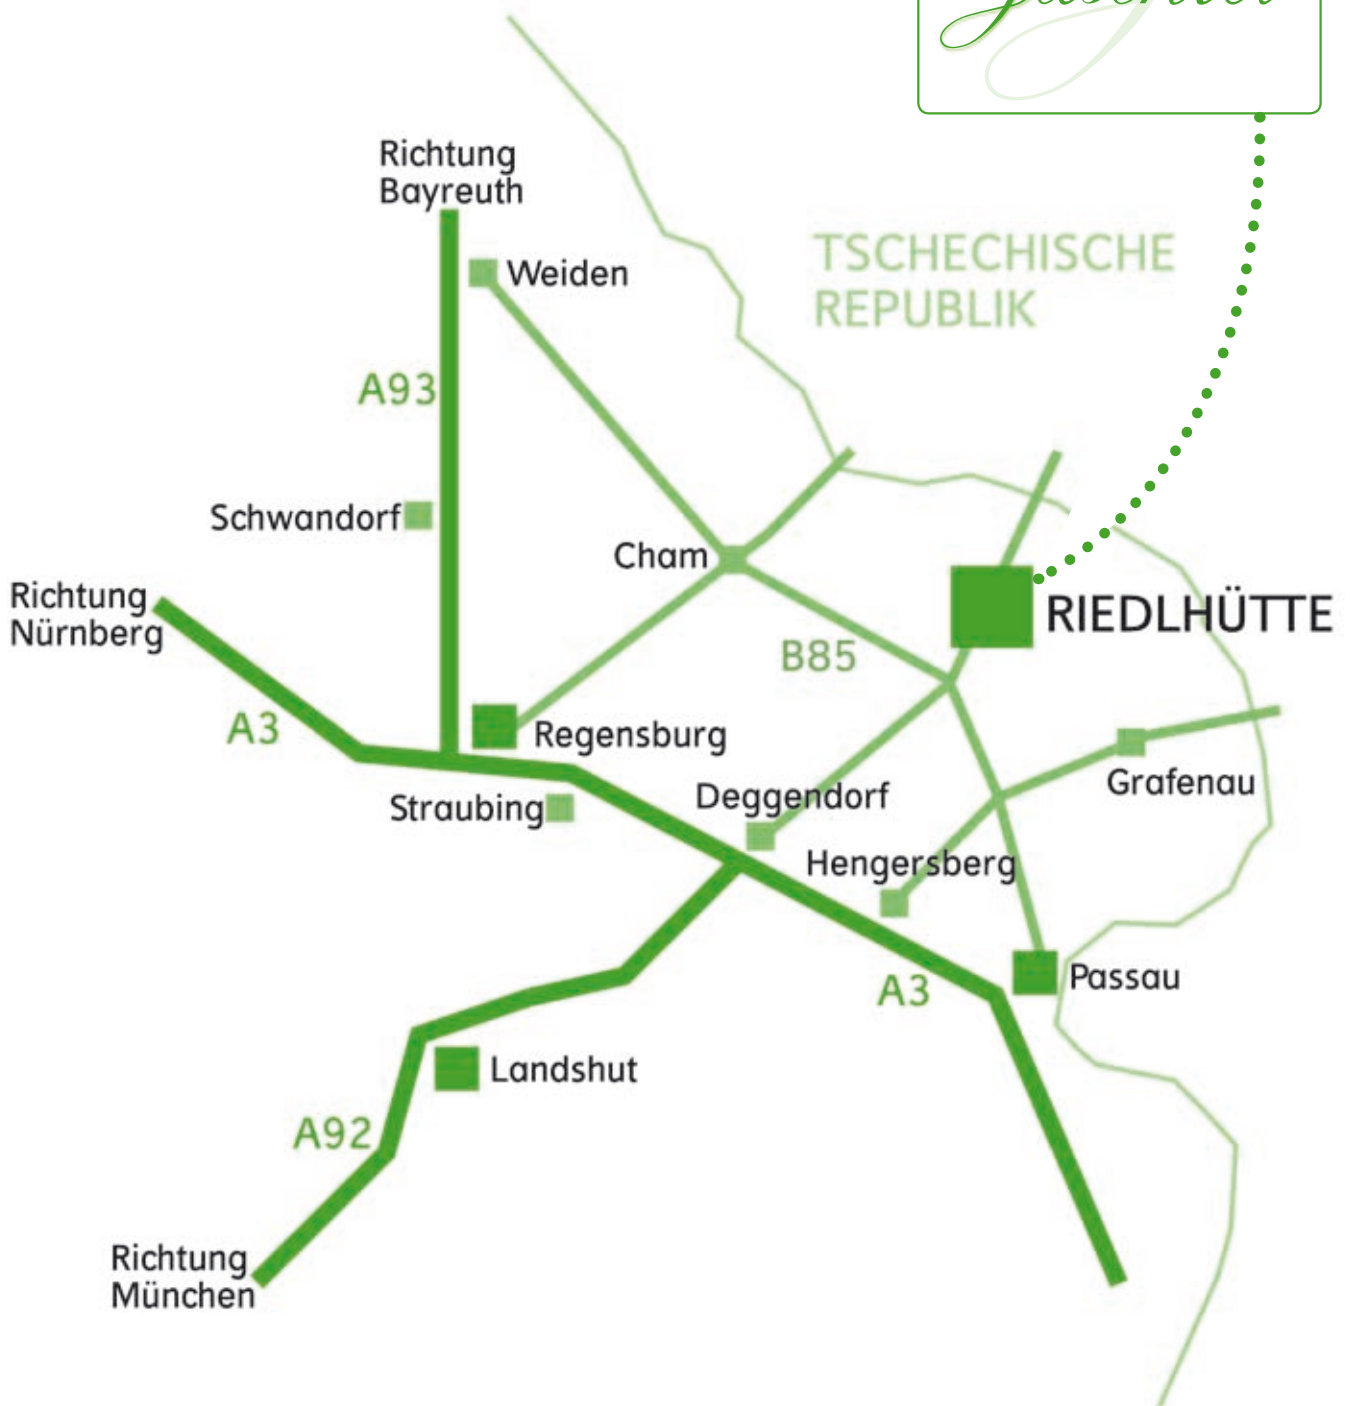 Richtung
Bayreuth
Weiden
TSCHECHISCHE
REPUBLIK
A93
Schwandorf
Cham
Richtung
Nürnberg
RIEDLHÜTTE
B85
A3
Regensburg
Grafenau
Deggendorf
Straubing
Hengersberg
Passau
A3
Landshut
A92
Richtung
München